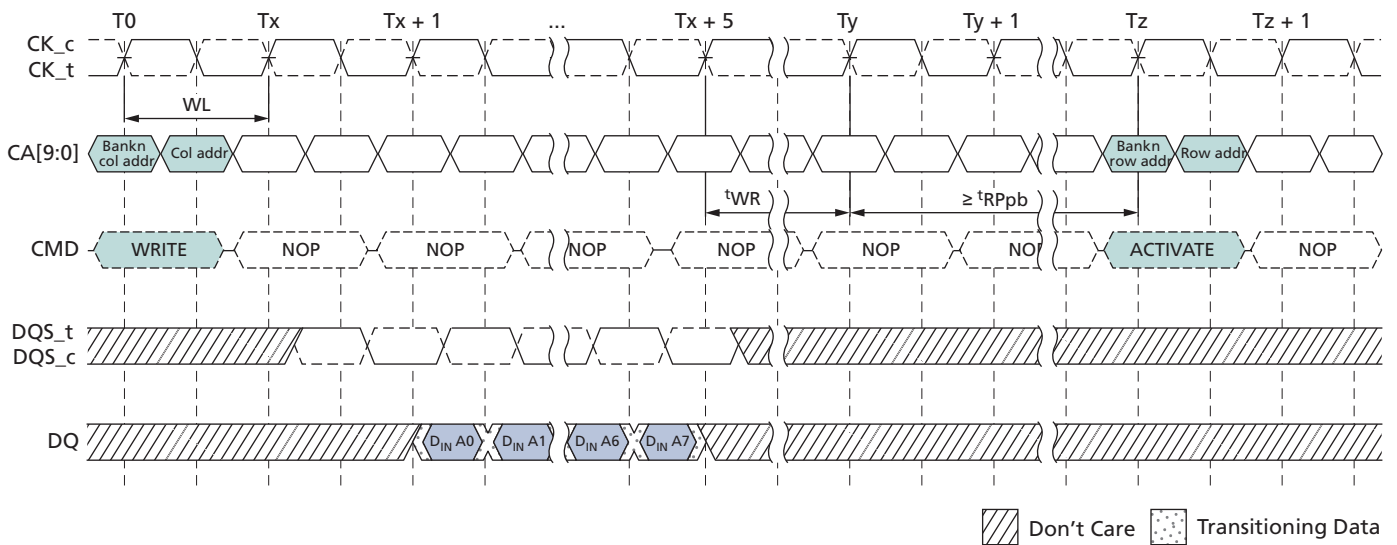 T0 Tx Tx + 1 ... Tx + 5 Ty Ty + 1 Tz Tz + 1
CK_c
CK_t
WL
CA[9:0]
Bankn
col addr
Col addr
Bankn
row addr
Row addr
tWR
≥ tRPpb
CMD
WRITE NOP NOP NOP NOP NOP NOP ACTIVATE NOP
DQS_t
DQS_c
DQ
DIN A0 DIN A1 DIN A6 DIN A7
Don't Care Transitioning Data